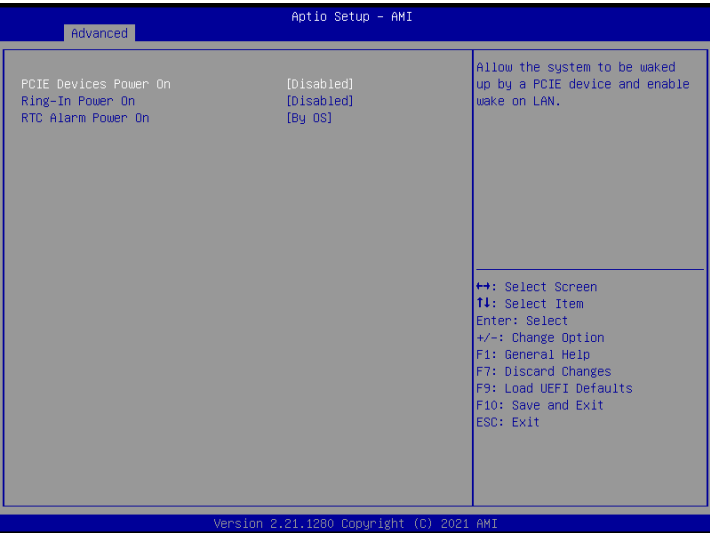 Aptio Setup – AMI
Advanced
PCIE Devices Power On [Disabled]
Ring-In Power On [Disabled]
RTC Alarm Power On [By OS]
Allow the system to be waked
up by a PCIE device and enable
wake on LAN.
↔: Select Screen
↑↓: Select Item
Enter: Select
+/-: Change Option
F1: General Help
F7: Discard Changes
F9: Load UEFI Defaults
F10: Save and Exit
ESC: Exit
Version 2.21.1280 Copyright (C) 2021 AMI